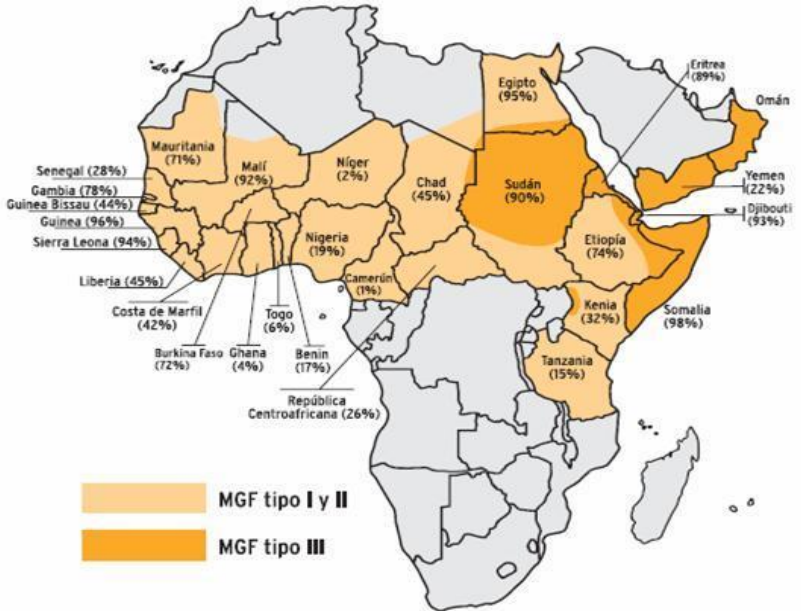 Eritrea
(89%)
Egipto
(95%)
Omán
Mauritania
(71%)
Malí
(92%)
Níger
(2%)
Chad
(45%)
Sudán
(90%)
Yemen
(22%)
Senegal (28%)
Gambia (78%)
Guinea Bissau (44%)
Guinea (96%)
Sierra Leona (94%)
Djibouti
(93%)
Nigeria
(19%)
Etiopía
(74%)
Liberia (45%)
Camerún
(1%)
Costa de Marfil
(42%)
Togo
(6%)
Kenia
(32%)
Somalia
(98%)
Burkina Faso
(72%)
Ghana
(4%)
Benin
(17%)
Tanzania
(15%)
República
Centroafricana (26%)
MGF tipo I y II
MGF tipo III